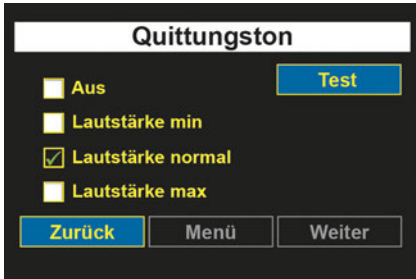 Quittungston
Test
Aus
Lautstärke min
Lautstärke normal
Lautstärke max
Zurück
Menü
Weiter